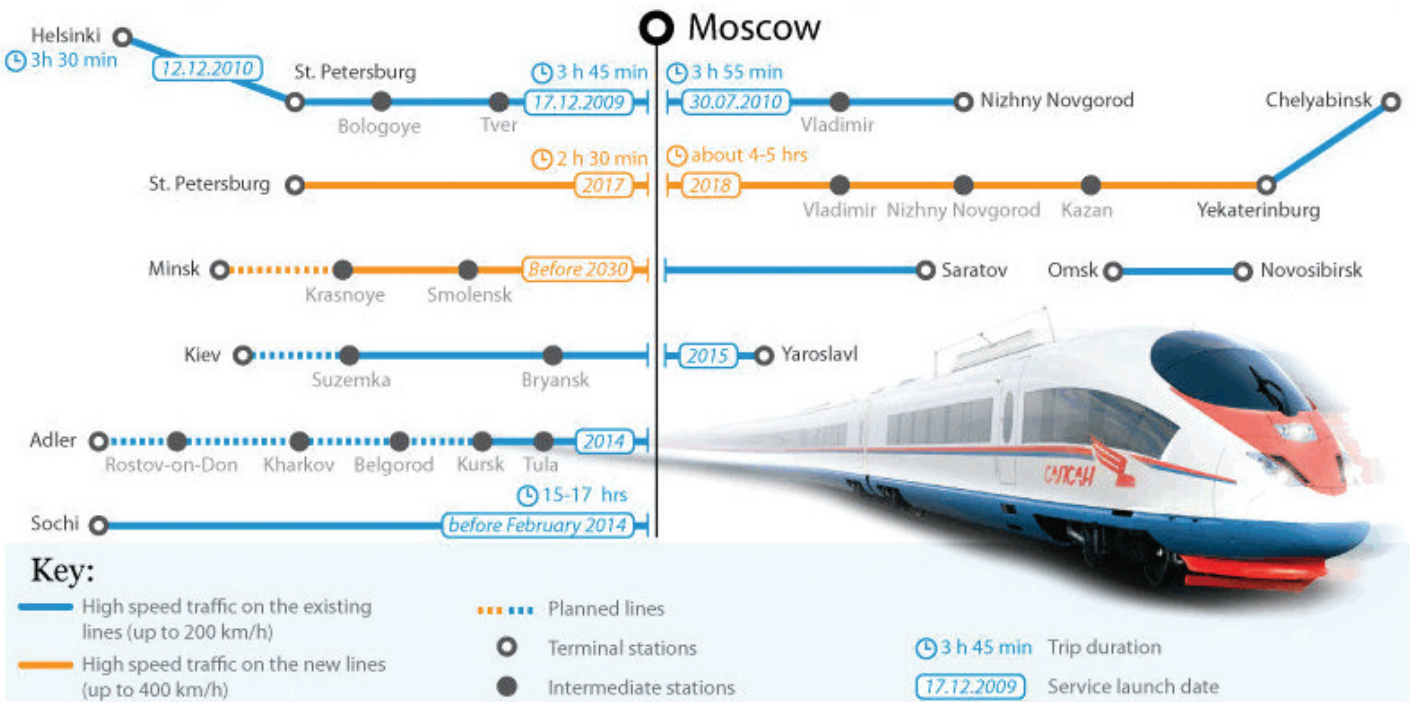 Moscow
Helsinki
3h 30 min
12.12.2010
St. Petersburg
3 h 45 min
17.12.2009
Bologoye
Tver
3 h 55 min
30.07.2010
Vladimir
Nizhny Novgorod
Chelyabinsk
St. Petersburg
2 h 30 min
2017
about 4-5 hrs
2018
Vladimir
Nizhny Novgorod
Kazan
Yekaterinburg
Minsk
Krasnoye
Smolensk
Before 2030
Saratov
Omsk
Novosibirsk
Kiev
Suzemka
Bryansk
2015
Yaroslavl
Adler
Rostov-on-Don
Kharkov
Belgorod
Kursk
Tula
2014
САПСАН
Sochi
15-17 hrs
before February 2014
Key:
High speed traffic on the existing
lines (up to 200 km/h)
High speed traffic on the new lines
(up to 400 km/h)
Planned lines
Terminal stations
Intermediate stations
3 h 45 min
Trip duration
17.12.2009
Service launch date